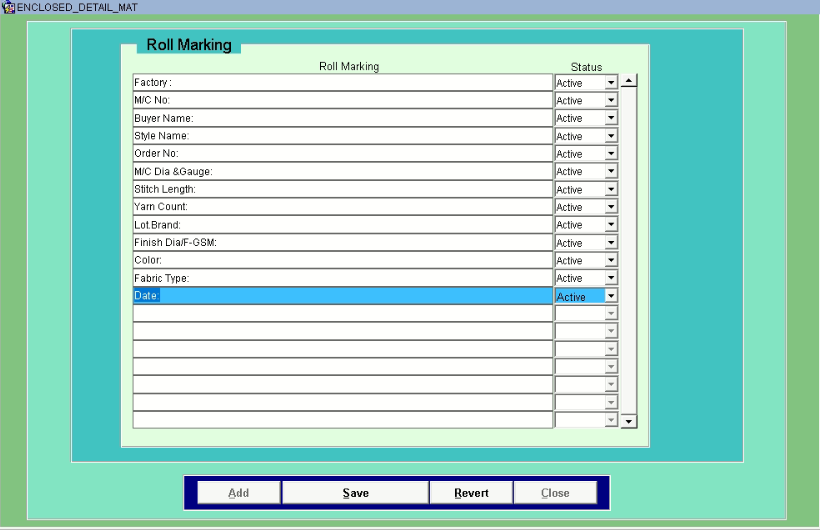 ENCLOSED_DETAIL_MAT
Roll Marking
Roll Marking Status
Factory : Active
M/C No: Active
Buyer Name: Active
Style Name: Active
Order No: Active
M/C Dia &Gauge: Active
Stitch Length: Active
Yarn Count: Active
Lot.Brand: Active
Finish Dia/F-GSM: Active
Color: Active
Fabric Type: Active
Date: Active
Add Save Revert Close